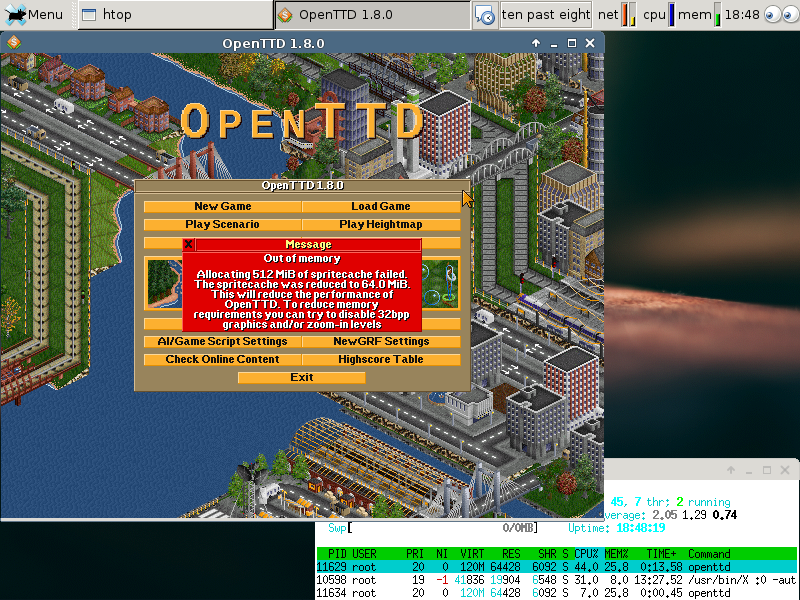 Menu
htop
OpenTTD 1.8.0
ten past eight
net
cpu
mem
18:48
OpenTTD 1.8.0
OPENTTD
OpenTTD 1.8.0
New Game
Load Game
Play Scenario
Play Heightmap
X
Message
Out of memory
Allocating 512 MiB of spritecache failed.
The spritecache was reduced to 64.0 MiB.
This will reduce the performance of
OpenTTD. To reduce memory
requirements you can try to disable 32bpp
graphics and/or zoom-in levels
AI/Game Script Settings
NewGRF Settings
Check Online Content
Highscore Table
Exit
45, 7 thr; 2 running
verage: 2.05 1.29 0.74
Swp[ 0/0MB] Uptime: 18:48:19
PID USER PRI NI VIRT RES SHR S CPU% MEM% TIME+ Command
11629 root 20 0 120M 64428 6092 S 44.0 25.8 0:13.58 openttd
10598 root 19 -1 41836 19904 6548 S 31.0 8.0 13:27.52 /usr/bin/X :0 -aut
11634 root 20 0 120M 64428 6092 S 7.0 25.8 0:00.45 openttd